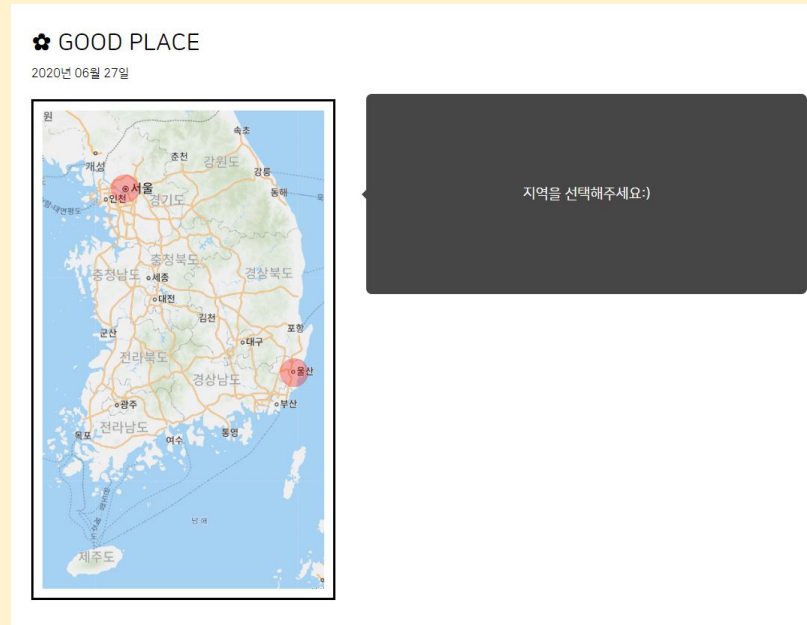 ✿ GOOD PLACE
2020년 06월 27일
원
속초
개성
춘천
강원도
강릉
서울
인천
경기도
동해
지역을 선택해주세요:)
충청북도
충청남도
세종
경상북도
대전
김천
군산
포항
대구
전라북도
울산
경상남도
광주
부산
전라남도
목포
여수
통영
남 해
제주도